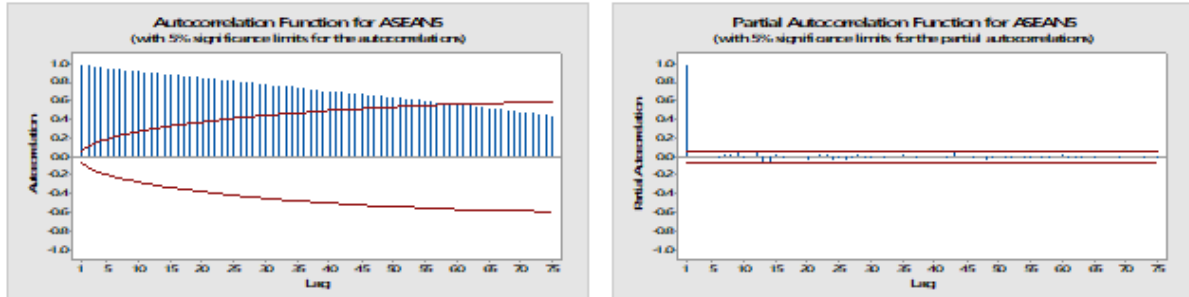 Autocorrelation Function for ASEAN5
(with 5% significance limits for the autocorrelations)
1.0
0.8
0.6
0.4
0.2
0.0
-0.2
-0.4
-0.6
-0.8
-1.0
Autocorrelation
1 5 10 15 20 25 30 35 40 45 50 55 60 65 70 75
Lag
Partial Autocorrelation Function for ASEAN5
(with 5% significance limits for the partial autocorrelations)
1.0
0.8
0.6
0.4
0.2
0.0
-0.2
-0.4
-0.6
-0.8
-1.0
Partial Autocorrelation
1 5 10 15 20 25 30 35 40 45 50 55 60 65 70 75
Lag